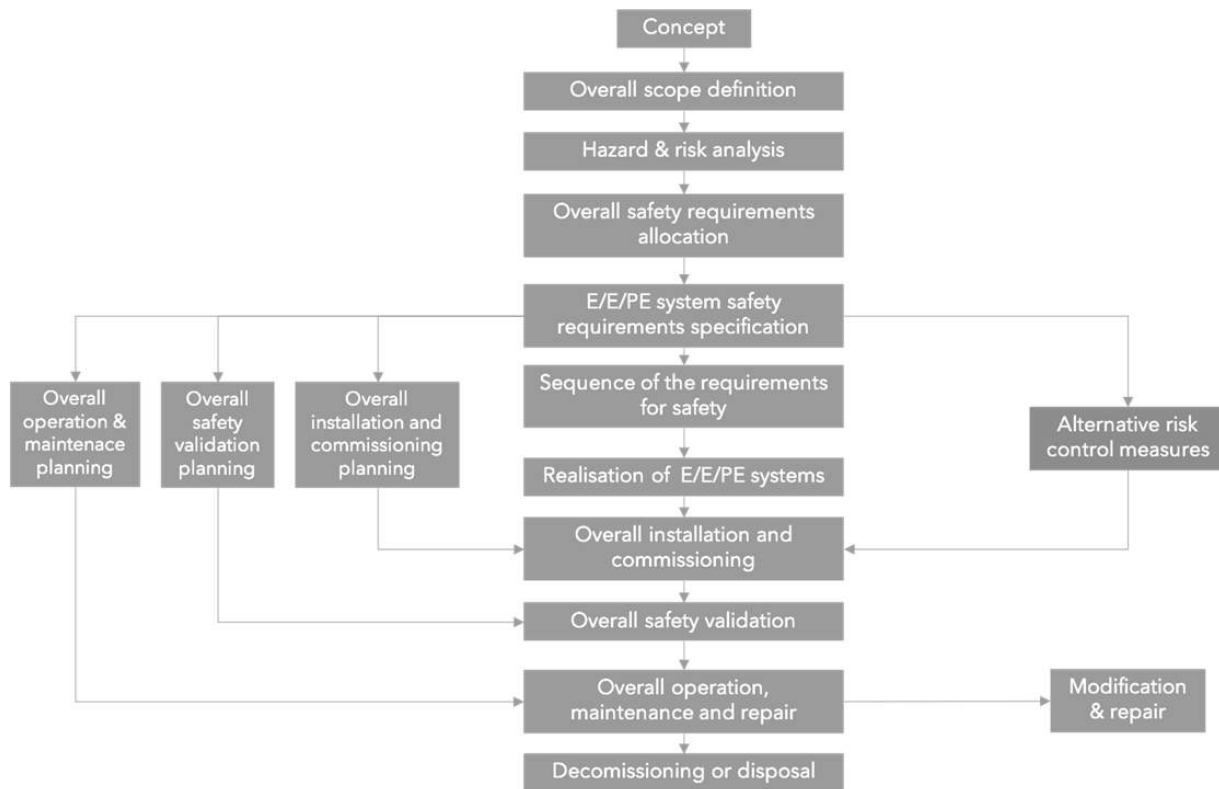 Concept
Overall scope definition
Hazard & risk analysis
Overall safety requirements
allocation
E/E/PE system safety
requirements specification
Overall
operation &
maintenace
planning
Overall
safety
validation
planning
Overall
installation and
commissioning
planning
Sequence of the requirements
for safety
Alternative risk
control measures
Realisation of E/E/PE systems
Overall installation and
commissioning
Overall safety validation
Overall operation,
maintenance and repair
Modification
& repair
Decomissioning or disposal